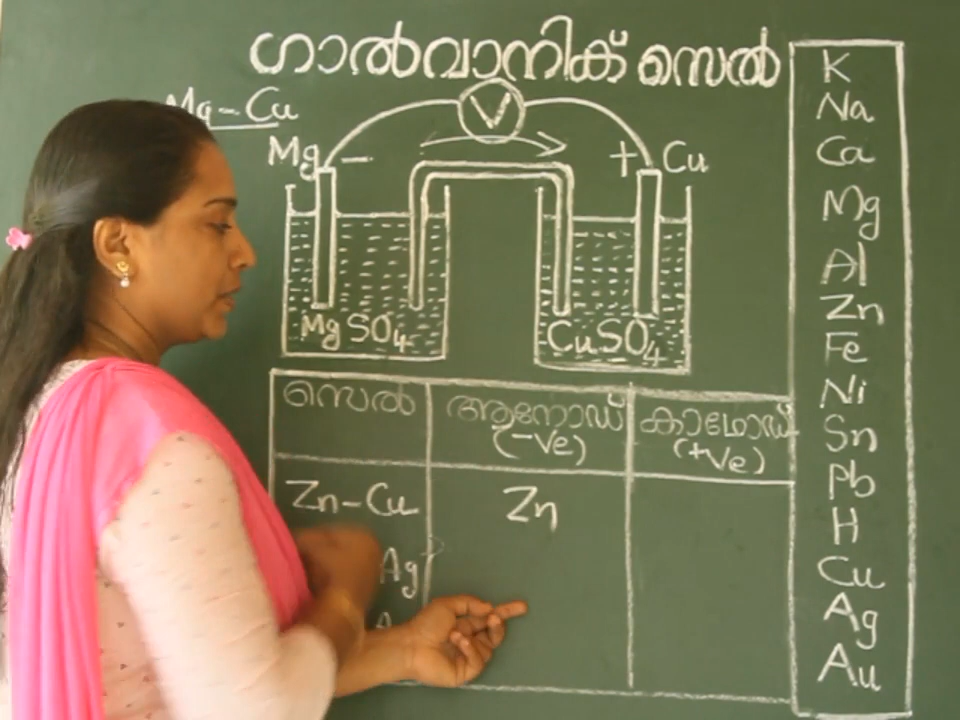 ഗാൽവാനിക് സെൽ
Mg-Cu
V
Mg -
+ Cu
MgSO4
CuSO4
സെൽ ആനോഡ് കാഥോഡ്
(-Ve) (+Ve)
Zn-Cu Zn
Ag
K
Na
Ca
Mg
Al
Zn
Fe
Ni
Sn
Pb
H
Cu
Ag
Au